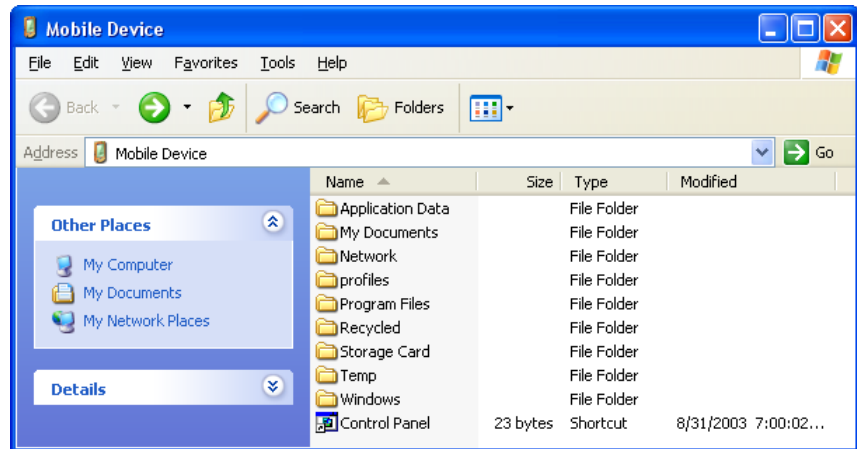 Mobile Device
File Edit View Favorites Tools Help
Back Search Folders
Address Mobile Device Go
Name Size Type Modified
Other Places
My Computer
My Documents
My Network Places
Details
Application Data File Folder
My Documents File Folder
Network File Folder
profiles File Folder
Program Files File Folder
Recycled File Folder
Storage Card File Folder
Temp File Folder
Windows File Folder
Control Panel 23 bytes Shortcut 8/31/2003 7:00:02...